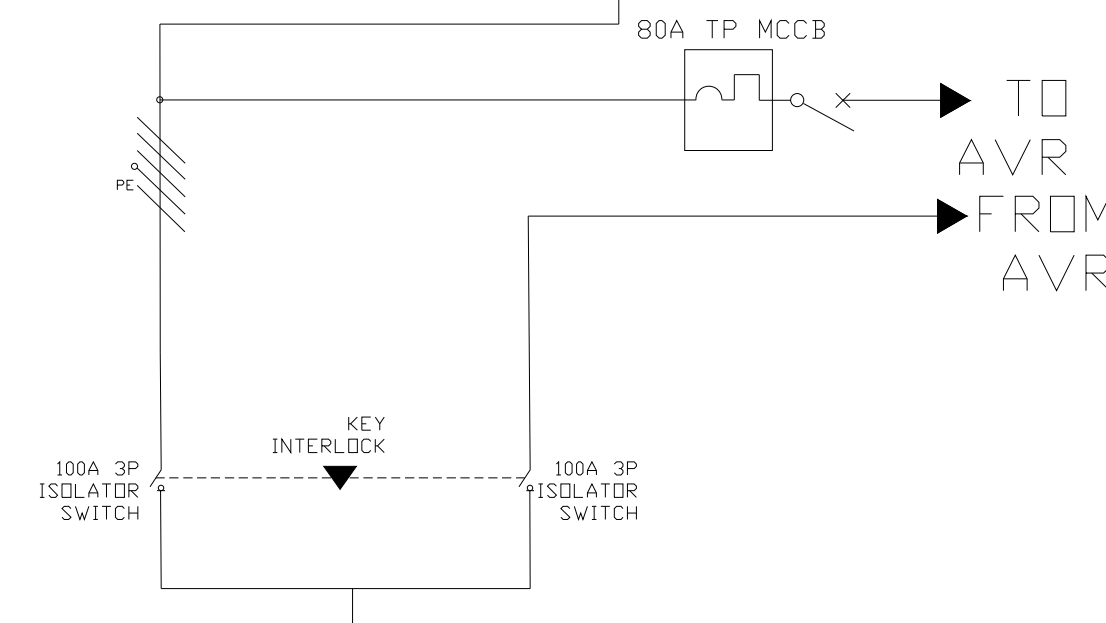 80A TP MCCB
TO
AVR
PE
FROM
AVR
KEY
INTERLOCK
100A 3P
ISOLATOR
SWITCH
100A 3P
ISOLATOR
SWITCH